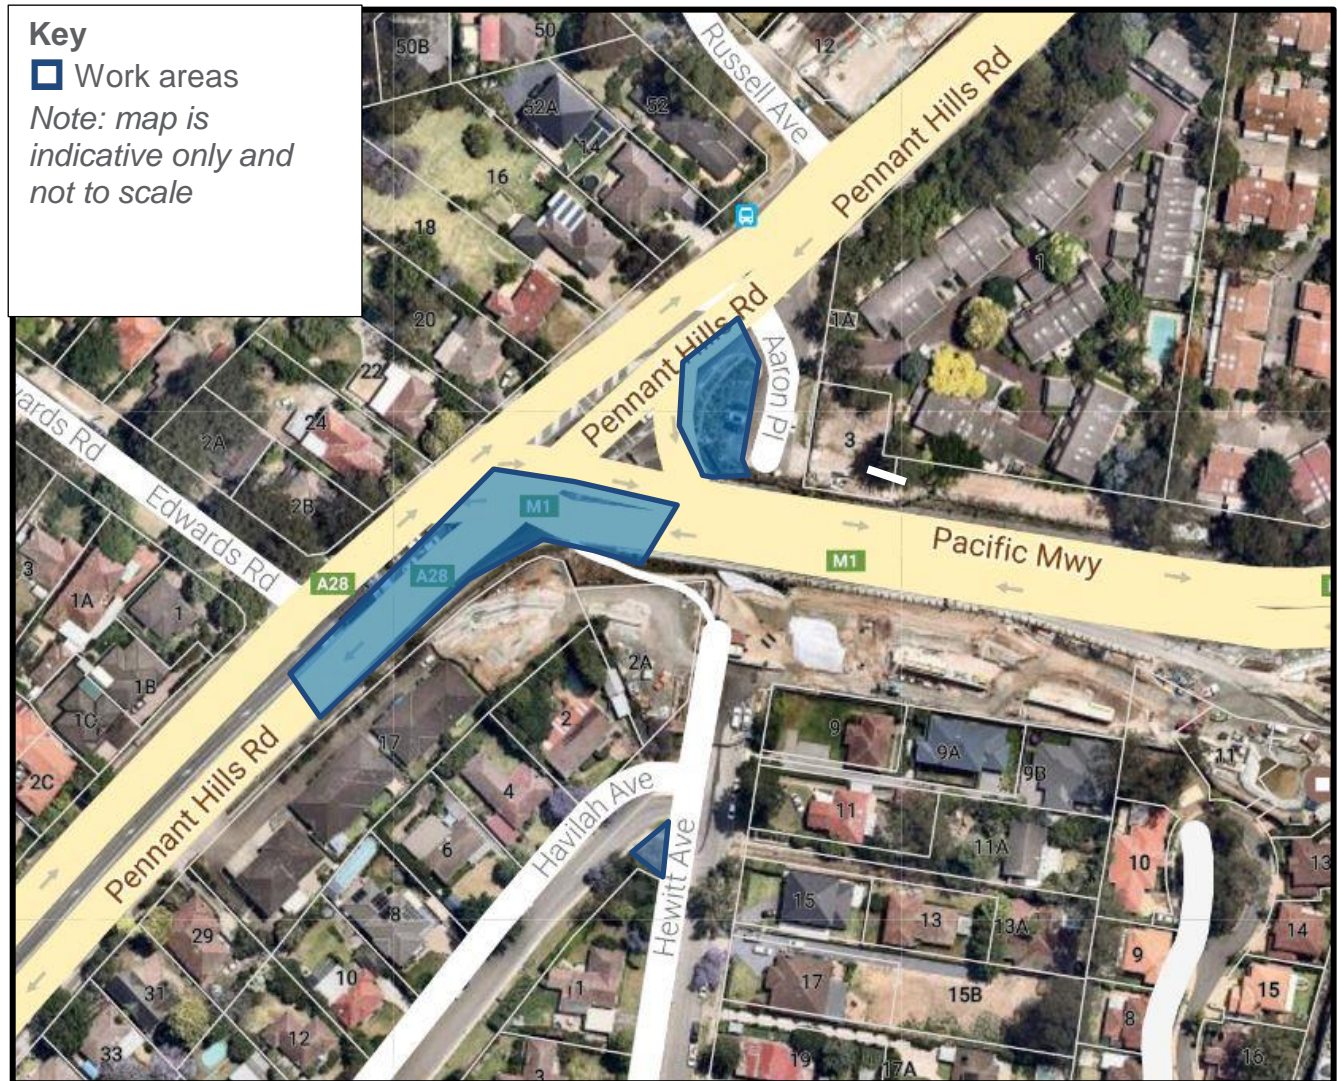 Key
Work areas
Note: map is
indicative only and
not to scale
50B
50
12
Russell Ave
Pennant Hills Rd
52A
52
14
16
18
20
22
24
2A
2B
1A
1
Pennant Hills Rd
Aaron Pl
3
wards Rd
Edwards Rd
M1
A28
A28
M1
Pacific Mwy
3
1A
1
1B
1C
2C
17
2A
2
4
6
8
Pennant Hills Rd
Havilah Ave
Hewitt Ave
9
9A
9B
11
11
11A
10
13
15
13
13A
14
9
15
17
15B
8
16
29
31
33
10
12
1
3
19
17A